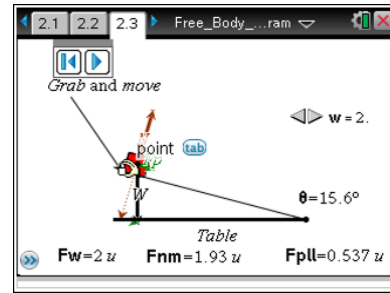 2.1 2.2 2.3 Free_Body_...ram
Grab and move
w = 2.
point tab
W
θ=15.6°
Table
Fw=2 u Fnm=1.93 u Fpll=0.537 u